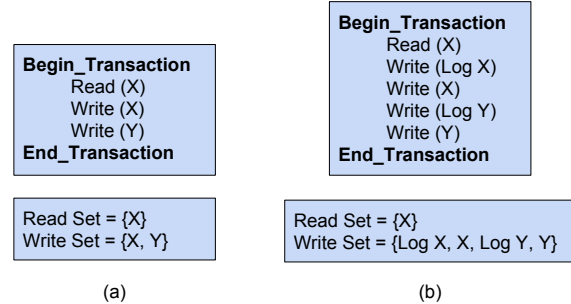 Begin_Transaction
Read (X)
Write (X)
Write (Y)
End_Transaction
Read Set = {X}
Write Set = {X, Y}
(a)
Begin_Transaction
Read (X)
Write (Log X)
Write (X)
Write (Log Y)
Write (Y)
End_Transaction
Read Set = {X}
Write Set = {Log X, X, Log Y, Y}
(b)